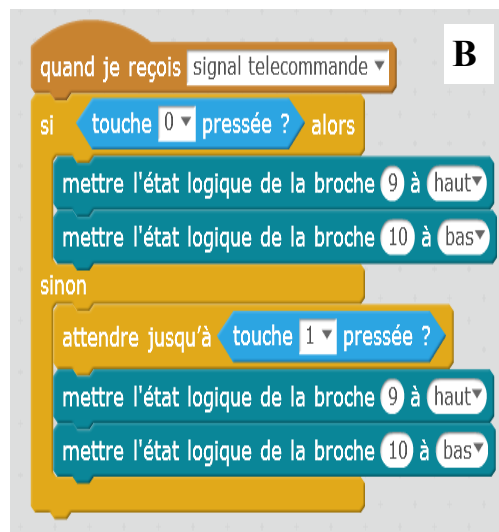 B
quand je reçois signal telecommande
si touche 0 pressée ? alors
mettre l'état logique de la broche 9 à haut
mettre l'état logique de la broche 10 à bas
sinon
attendre jusqu'à touche 1 pressée ?
mettre l'état logique de la broche 9 à haut
mettre l'état logique de la broche 10 à bas